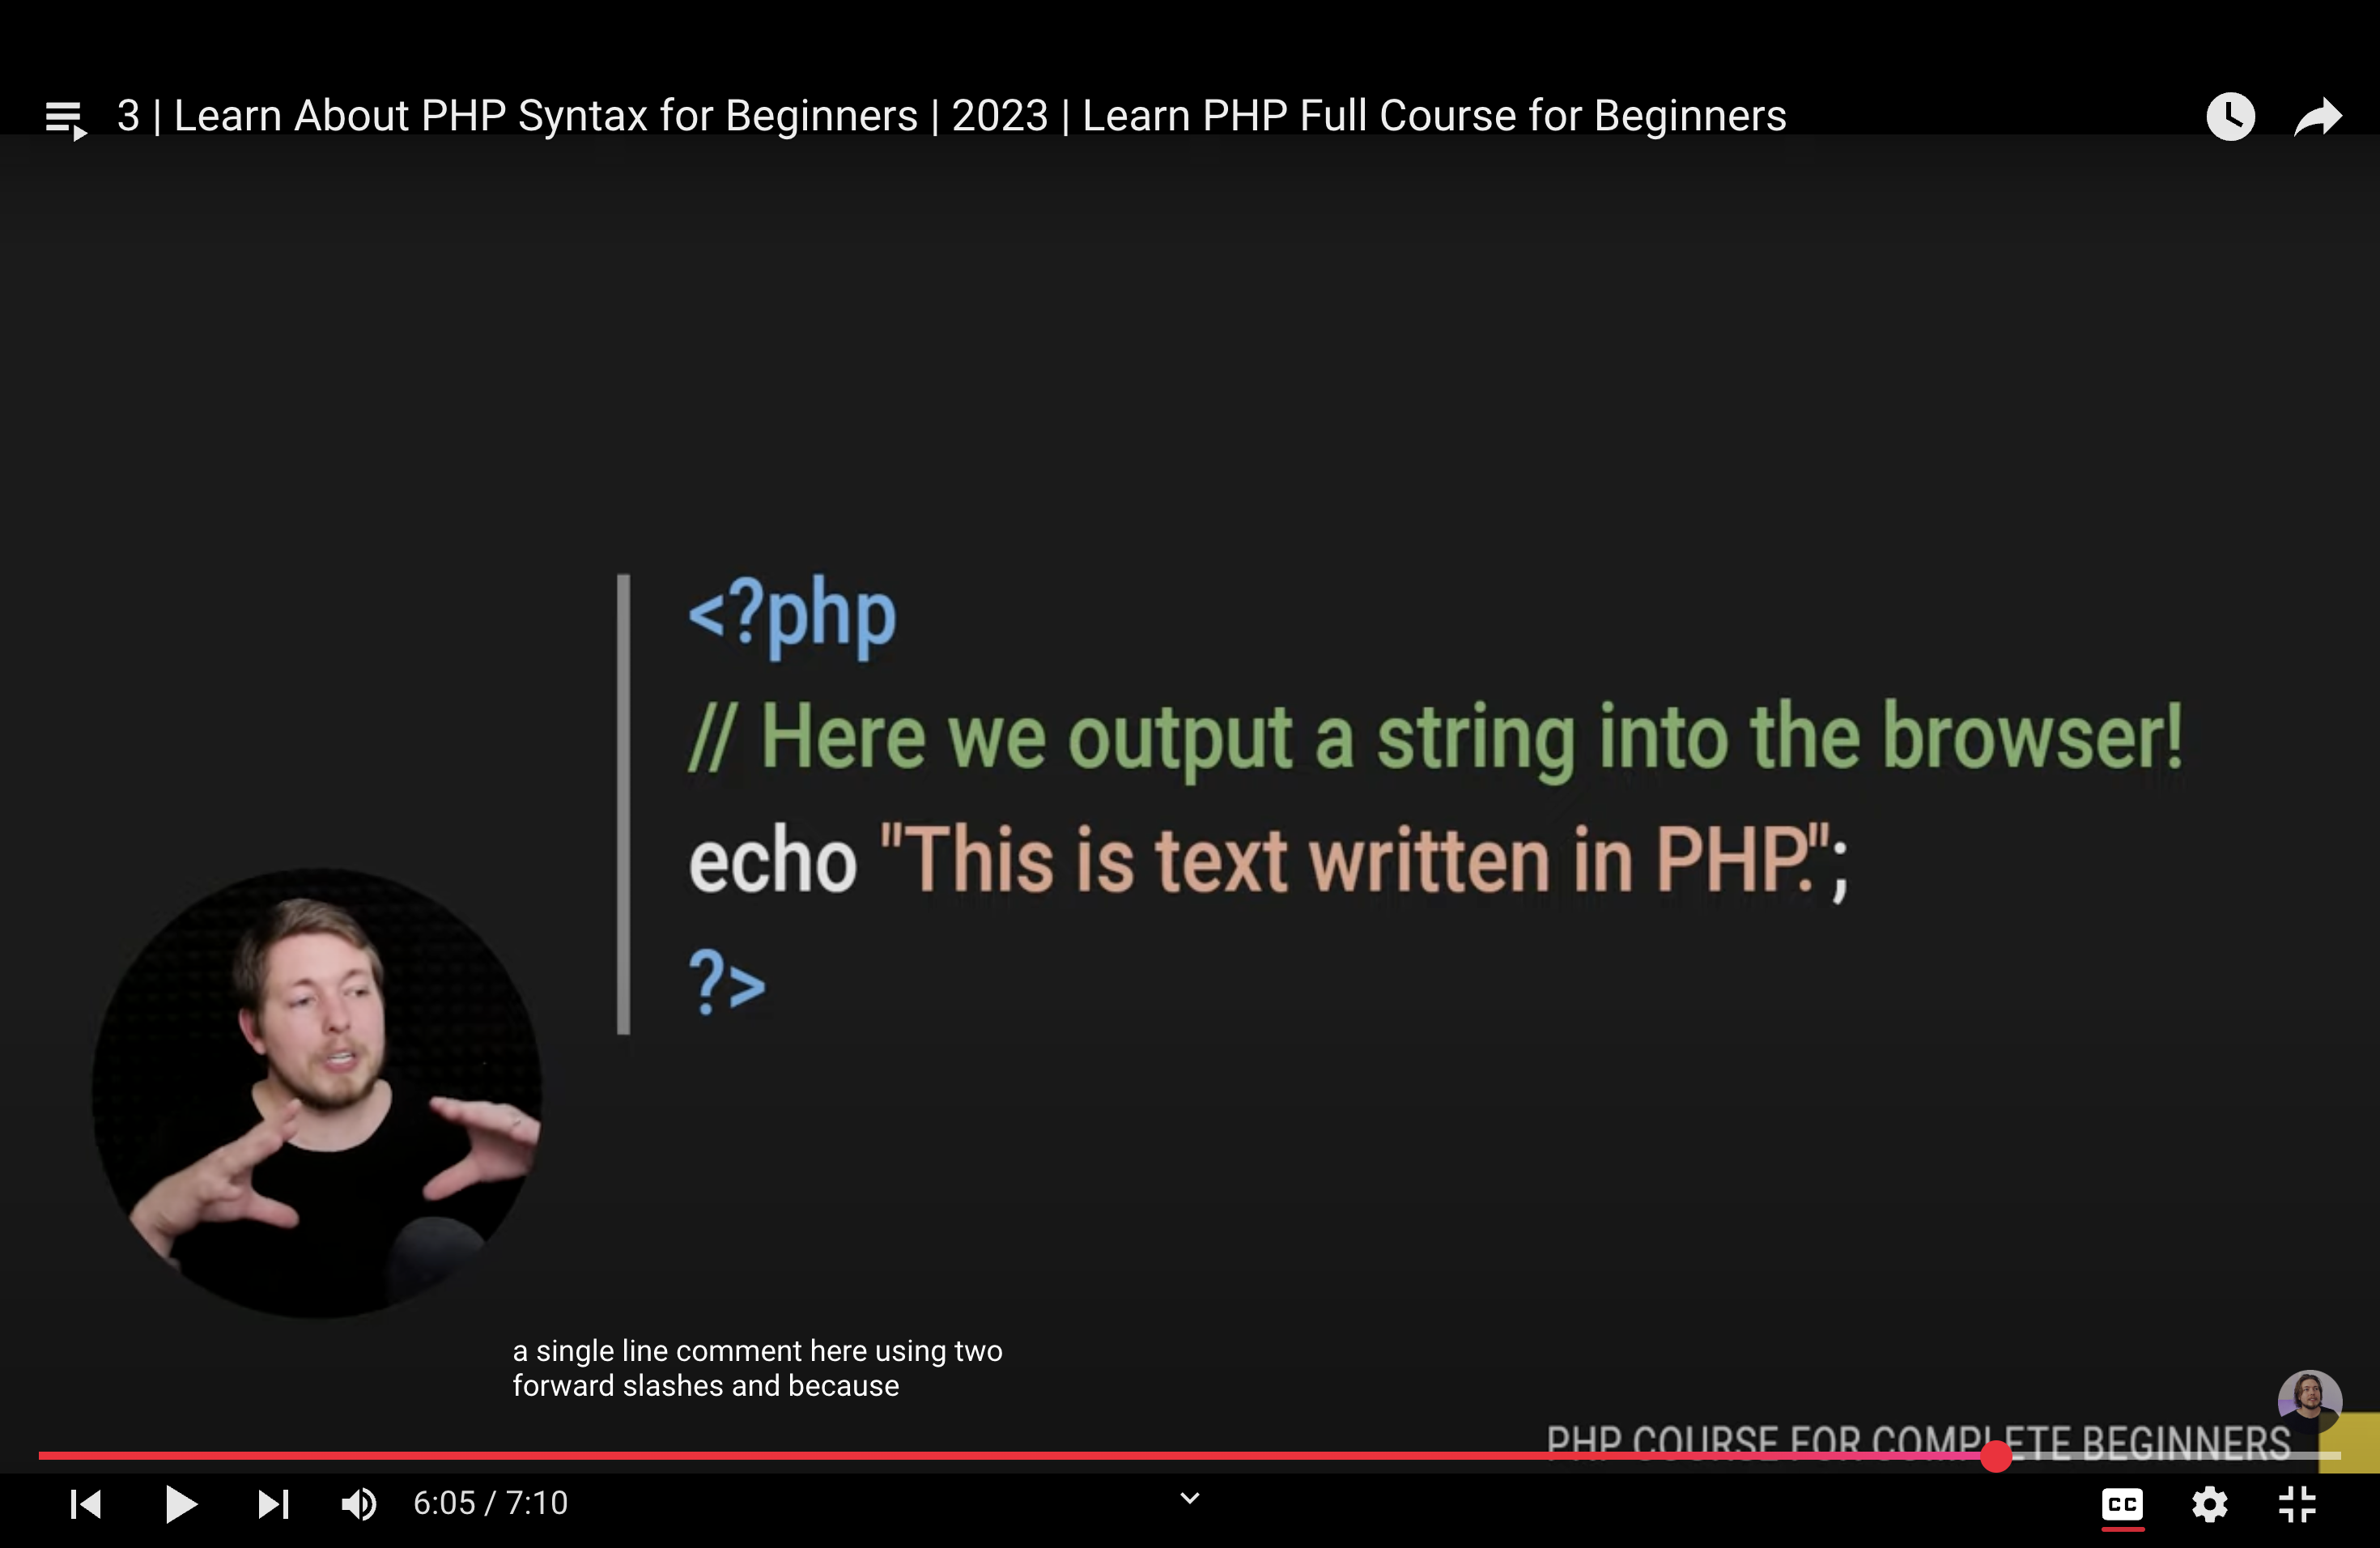 3 | Learn About PHP Syntax for Beginners | 2023 | Learn PHP Full Course for Beginners
<?php
// Here we output a string into the browser!
echo "This is text written in PHP.";
?>
a single line comment here using two
forward slashes and because
PHP COURSE FOR COMPLETE BEGINNERS
6:05 / 7:10
CC